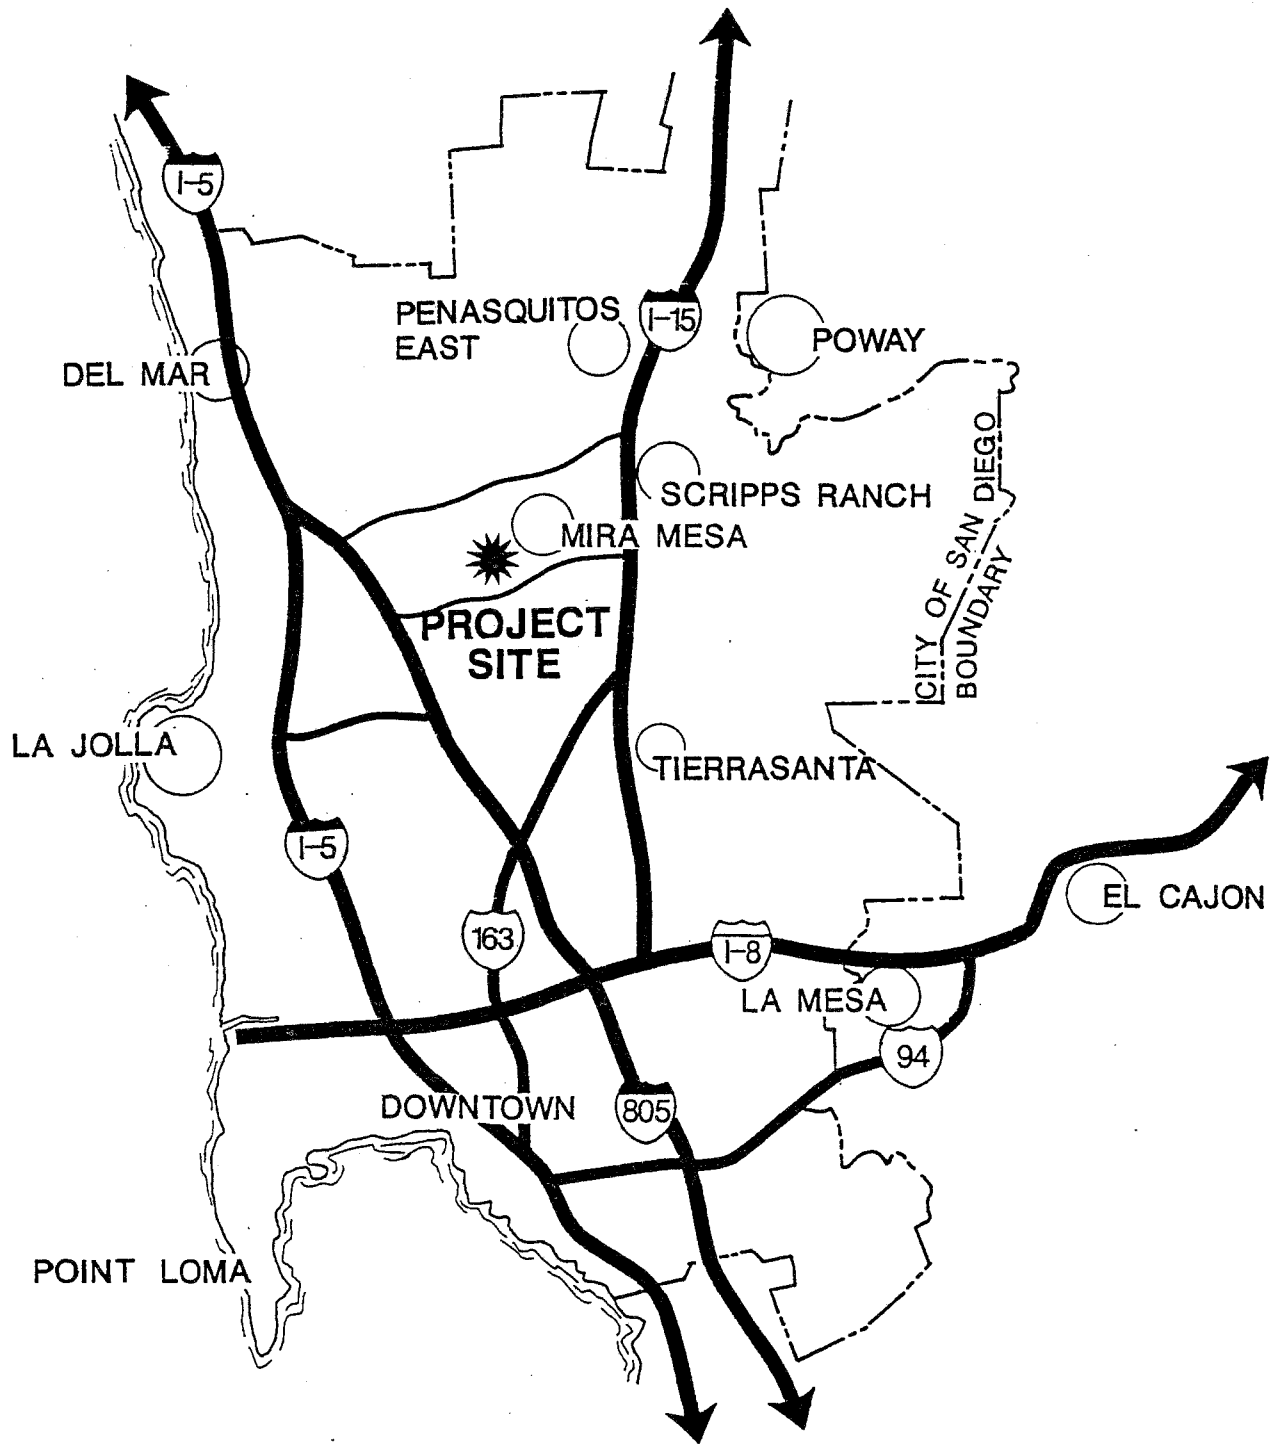 I-5
PENASQUITOS
EAST
I-15
POWAY
DEL MAR
SCRIPPS RANCH
MIRA MESA
PROJECT
SITE
CITY OF SAN DIEGO
BOUNDARY
LA JOLLA
TIERRASANTA
I-5
EL CAJON
163
I-8
LA MESA
94
DOWNTOWN
805
POINT LOMA